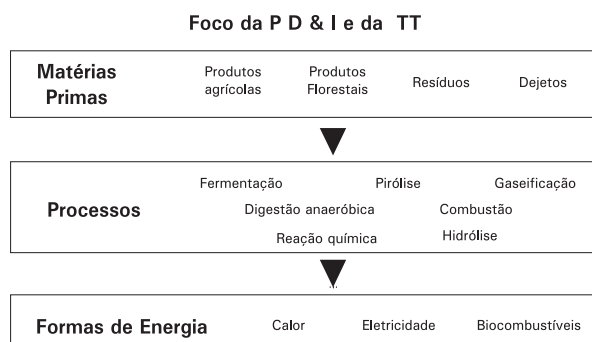 Foco da P D & I e da TT
Matérias Primas
Produtos agrícolas
Produtos Florestais
Resíduos
Dejetos
Processos
Fermentação
Pirólise
Gaseificação
Digestão anaeróbica
Combustão
Reação química
Hidrólise
Formas de Energia
Calor
Eletricidade
Biocombustíveis